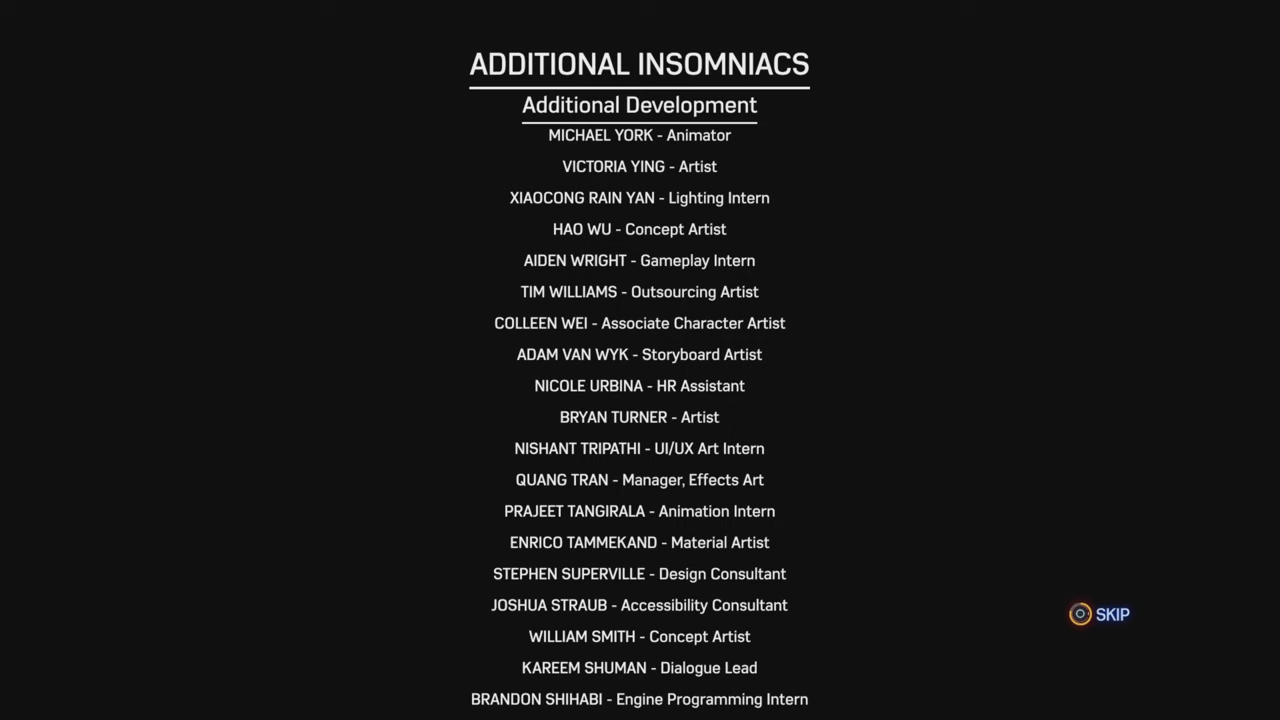 ADDITIONAL INSOMNIACS
Additional Development
MICHAEL YORK - Animator
VICTORIA YING - Artist
XIAOCONG RAIN YAN - Lighting Intern
HAO WU - Concept Artist
AIDEN WRIGHT - Gameplay Intern
TIM WILLIAMS - Outsourcing Artist
COLLEEN WEI - Associate Character Artist
ADAM VAN WYK - Storyboard Artist
NICOLE URBINA - HR Assistant
BRYAN TURNER - Artist
NISHANT TRIPATHI - UI/UX Art Intern
QUANG TRAN - Manager, Effects Art
PRAJEET TANGIRALA - Animation Intern
ENRICO TAMMEKAND - Material Artist
STEPHEN SUPERVILLE - Design Consultant
JOSHUA STRAUB - Accessibility Consultant
SKIP
WILLIAM SMITH - Concept Artist
KAREEM SHUMAN - Dialogue Lead
BRANDON SHIHABI - Engine Programming Intern